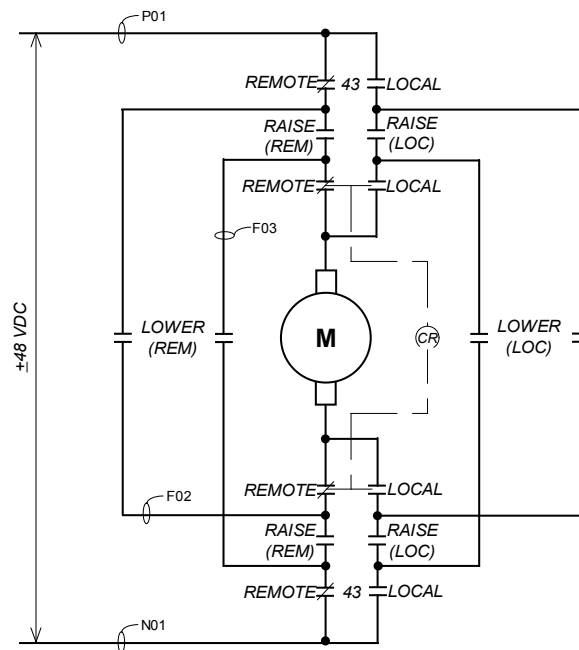 P01
REMOTE 43 LOCAL
RAISE (REM)
RAISE (LOC)
REMOTE
LOCAL
F03
±48 VDC
LOWER (REM)
M
CR
LOWER (LOC)
REMOTE
LOCAL
F02
RAISE (REM)
RAISE (LOC)
REMOTE 43 LOCAL
N01